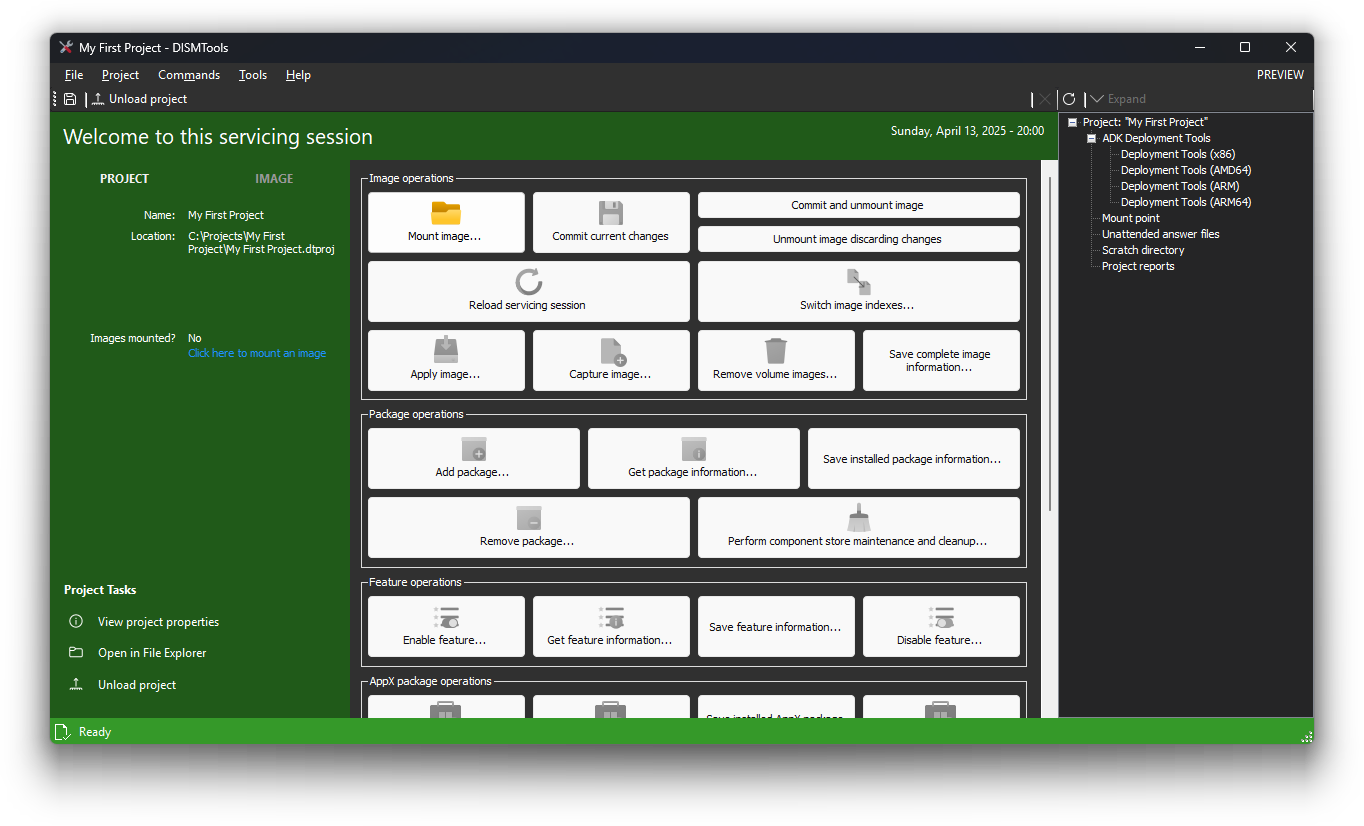 My First Project - DISMTools
File Project Commands Tools Help PREVIEW
Unload project
Expand
Welcome to this servicing session
Sunday, April 13, 2025 - 20:00
PROJECT IMAGE
Name: My First Project
Location: C:\Projects\My First
Project\My First Project.dtproj
Images mounted? No
Click here to mount an image
Project Tasks
View project properties
Open in File Explorer
Unload project
Image operations
Mount image...
Commit current changes
Commit and unmount image
Unmount image discarding changes
Reload servicing session
Switch image indexes...
Apply image...
Capture image...
Remove volume images...
Save complete image
information...
Package operations
Add package...
Get package information...
Save installed package information...
Remove package...
Perform component store maintenance and cleanup...
Feature operations
Enable feature...
Get feature information...
Save feature information...
Disable feature...
AppX package operations
Save installed AppX package
Project: "My First Project"
ADK Deployment Tools
Deployment Tools (x86)
Deployment Tools (AMD64)
Deployment Tools (ARM)
Deployment Tools (ARM64)
Mount point
Unattended answer files
Scratch directory
Project reports
Ready